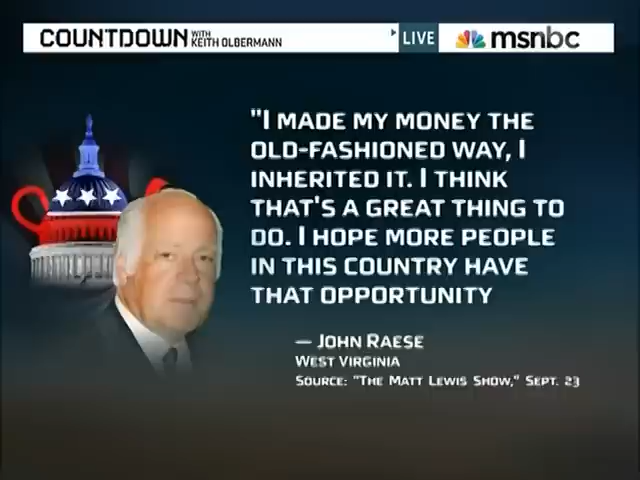 COUNTDOWN WITH KEITH OLBERMANN LIVE msnbc
"I MADE MY MONEY THE
OLD-FASHIONED WAY, I
INHERITED IT. I THINK
THAT'S A GREAT THING TO
DO. I HOPE MORE PEOPLE
IN THIS COUNTRY HAVE
THAT OPPORTUNITY
— JOHN RAESE
WEST VIRGINIA
SOURCE: "THE MATT LEWIS SHOW," SEPT. 23